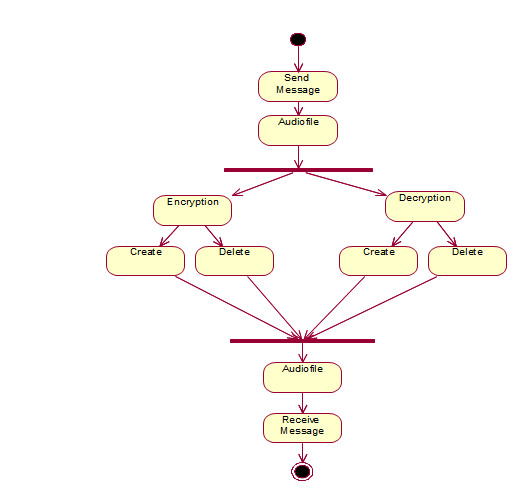 Send
Message
Audiofile
Encryption
Decryption
Create
Delete
Create
Delete
Audiofile
Receive
Message